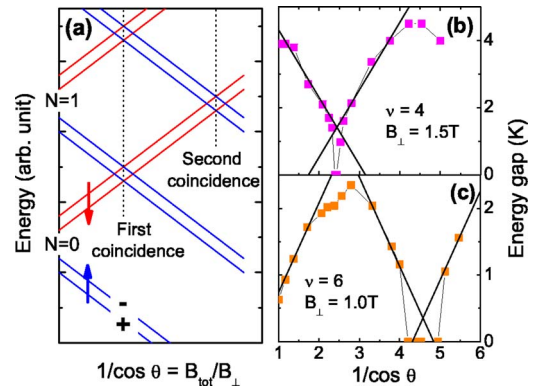 (a)
N=1
N=0
Second
coincidence
First
coincidence
-
+
Energy (arb. unit)
1/cos θ = B_tot/B_⊥
(b)
ν = 4
B_⊥ = 1.5T
4
2
0
(c)
ν = 6
B_⊥ = 1.0T
2
1
0
Energy gap (K)
1 2 3 4 5 6
1/cos θ